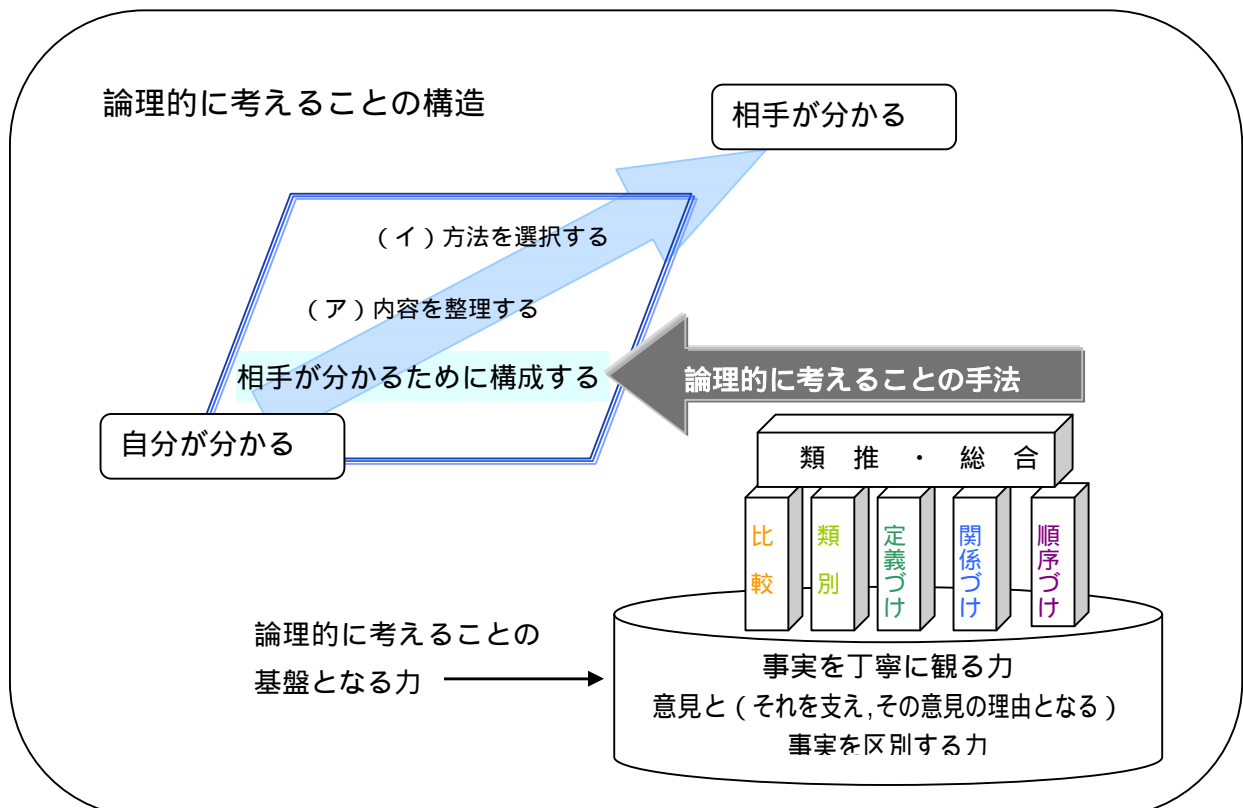 論理的に考えることの構造
相手が分かる
（イ）方法を選択する
（ア）内容を整理する
相手が分かるために構成する
自分が分かる
論理的に考えることの手法
類推・総合
比較
類別
定義づけ
関係づけ
順序づけ
論理的に考えることの
基盤となる力
事実を丁寧に観る力
意見と（それを支え,その意見の理由となる）
事実を区別する力